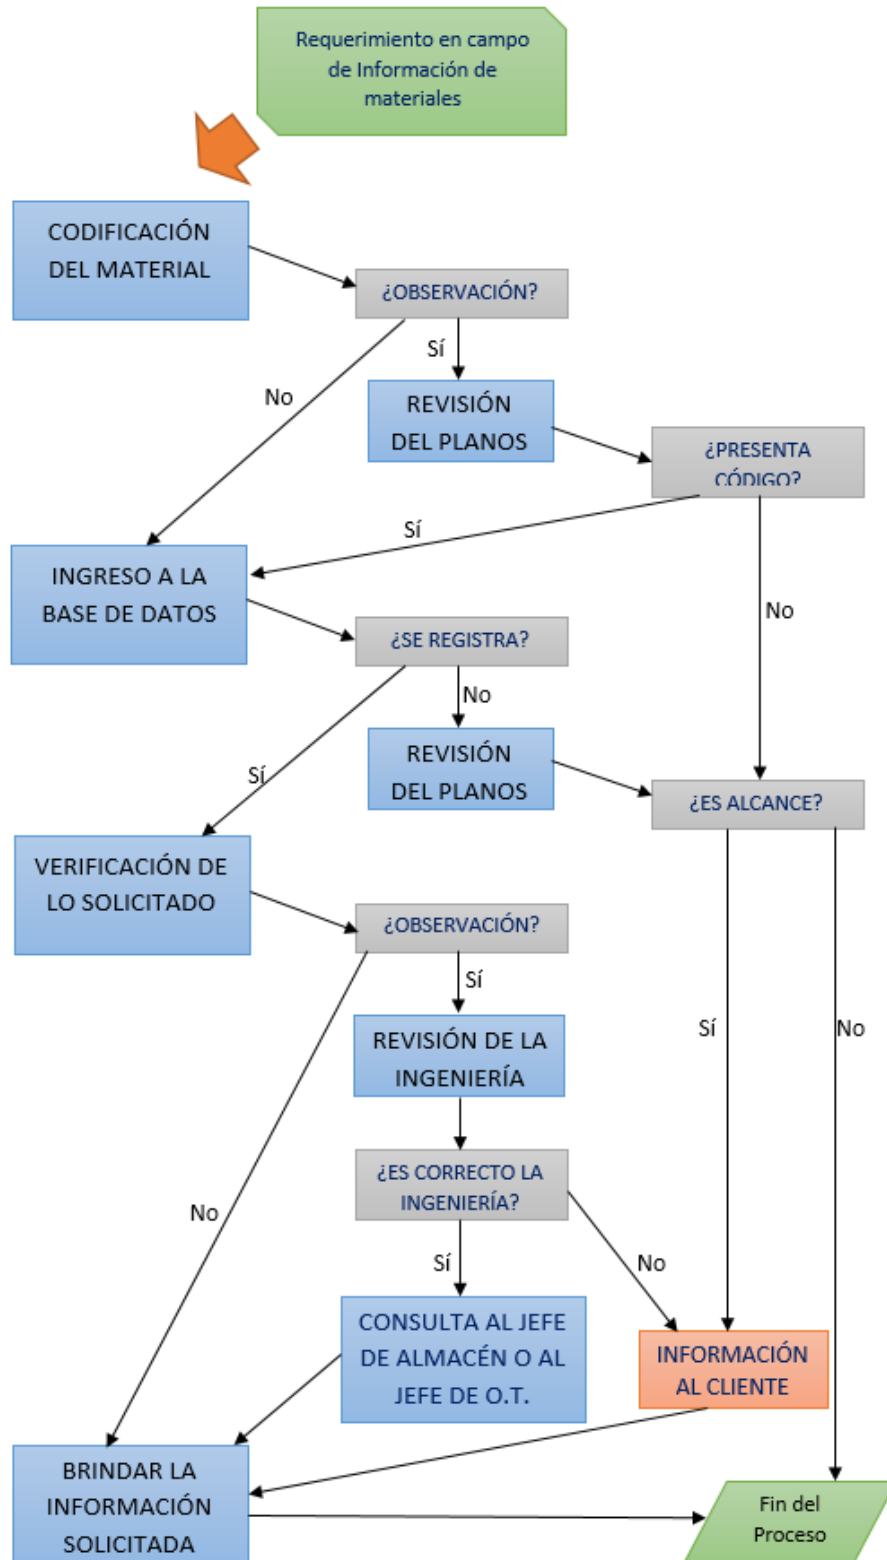 Requerimiento en campo
de Información de
materiales
CODIFICACIÓN
DEL MATERIAL
¿OBSERVACIÓN?
Sí
No
REVISIÓN
DEL PLANOS
¿PRESENTA
CÓDIGO?
Sí
No
INGRESO A LA
BASE DE DATOS
¿SE REGISTRA?
No
Sí
REVISIÓN
DEL PLANOS
¿ES ALCANCE?
VERIFICACIÓN DE
LO SOLICITADO
¿OBSERVACIÓN?
Sí
REVISIÓN DE LA
INGENIERÍA
Sí
No
¿ES CORRECTO LA
INGENIERÍA?
No
Sí
No
CONSULTA AL JEFE
DE ALMACÉN O AL
JEFE DE O.T.
INFORMACIÓN
AL CLIENTE
BRINDAR LA
INFORMACIÓN
SOLICITADA
Fin del
Proceso